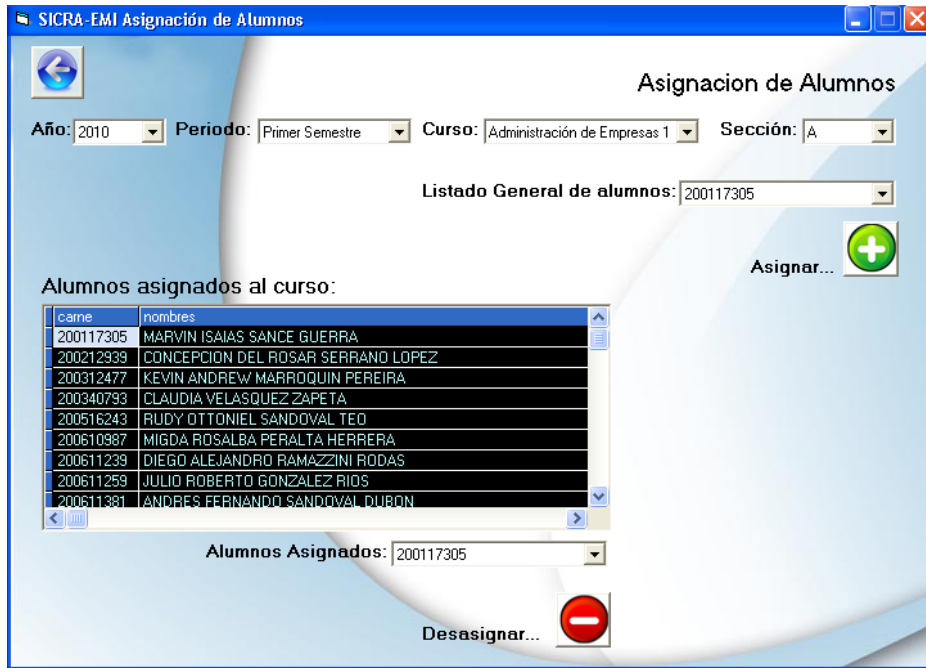 SICRA-EMI Asignación de Alumnos
Asignacion de Alumnos
Año: 2010 Periodo: Primer Semestre Curso: Administración de Empresas 1 Sección: A
Listado General de alumnos: 200117305
Asignar...
Alumnos asignados al curso:
carne nombres
200117305 MARVIN ISAIAS SANCE GUERRA
200212939 CONCEPCION DEL ROSAR SERRANO LOPEZ
200312477 KEVIN ANDREW MARROQUIN PEREIRA
200340793 CLAUDIA VELASQUEZ ZAPETA
200516243 RUDY OTTONIEL SANDOVAL TEO
200610987 MIGDA ROSALBA PERALTA HERRERA
200611239 DIEGO ALEJANDRO RAMAZZINI RODAS
200611259 JULIO ROBERTO GONZALEZ RIOS
200611381 ANDRES FERNANDO SANDOVAL DUBON
Alumnos Asignados: 200117305
Desasignar...